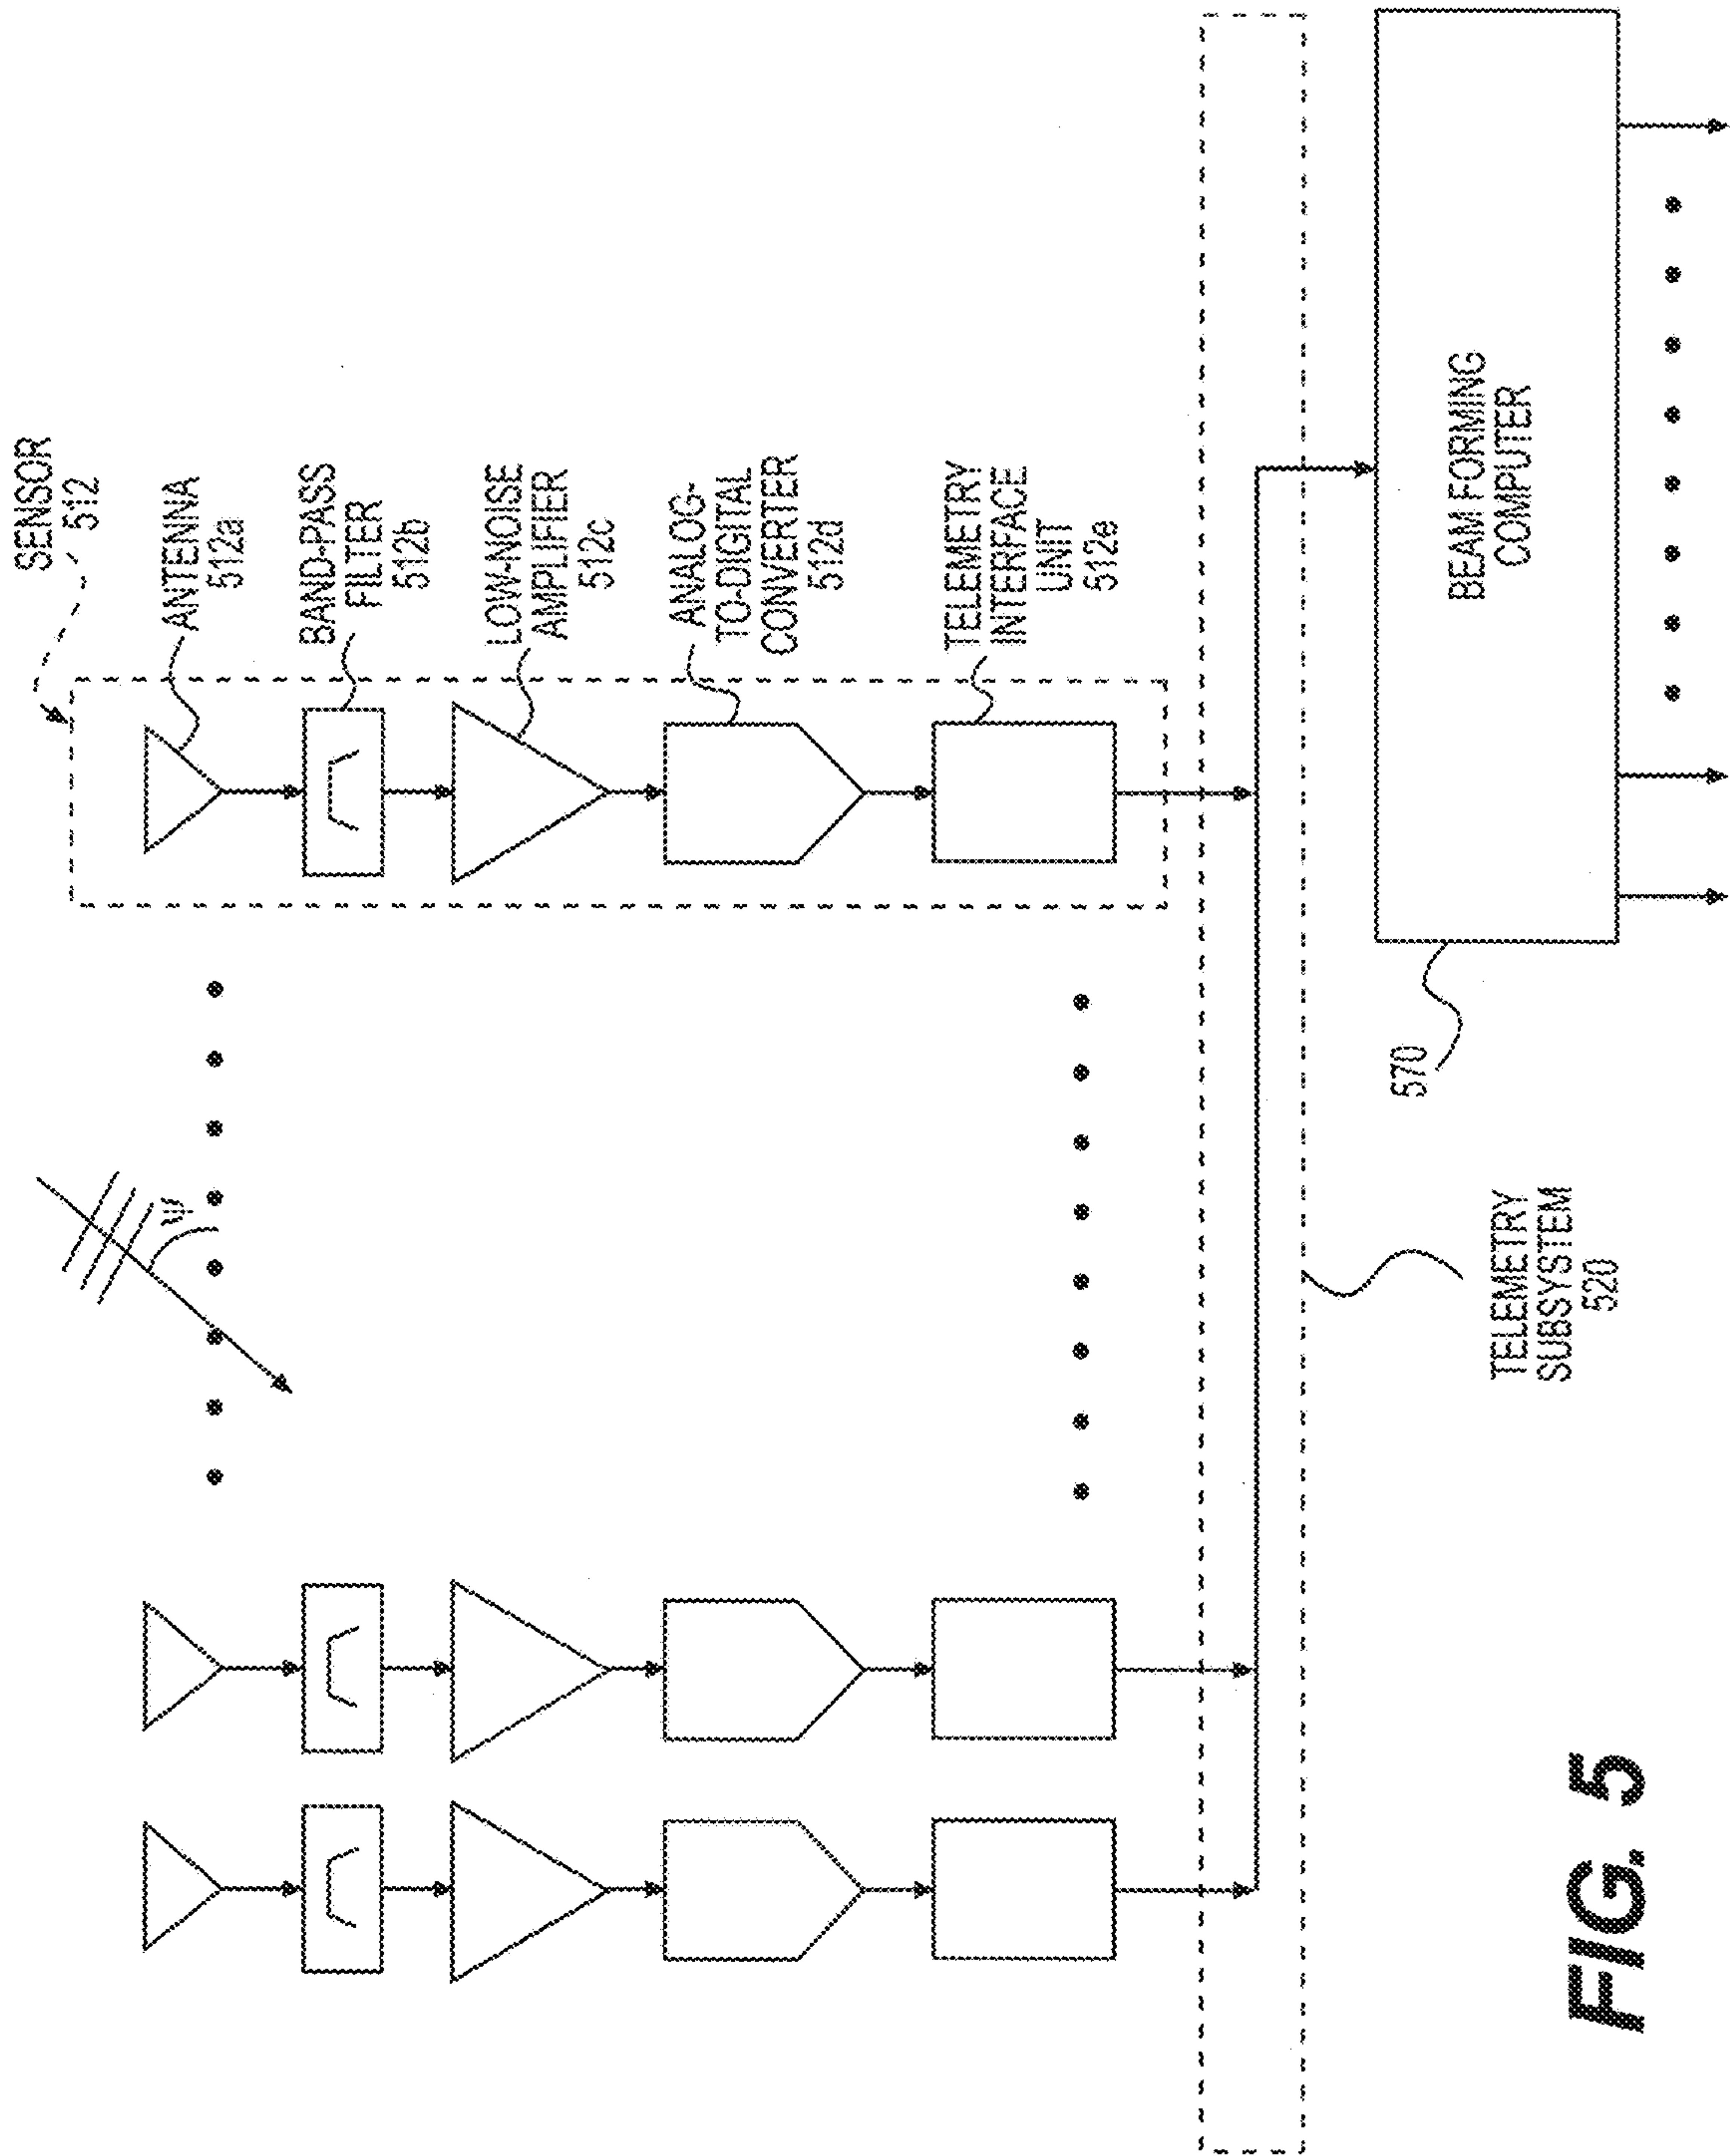 SENSOR
512
ANTENNA
512a
BAND-PASS
FILTER
512b
LOW-NOISE
AMPLIFIER
512c
ANALOG-
TO-DIGITAL
CONVERTER
512d
TELEMETRY
INTERFACE
UNIT
512e
ψ
BEAM FORMING
COMPUTER
570
TELEMETRY
SUBSYSTEM
520
FIG. 5